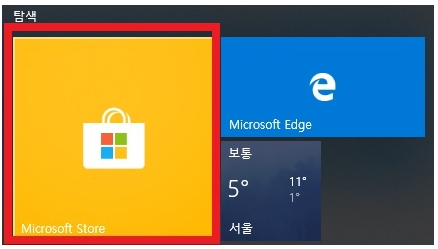 탐색
Microsoft Store
Microsoft Edge
보통
5°
11°
1°
서울